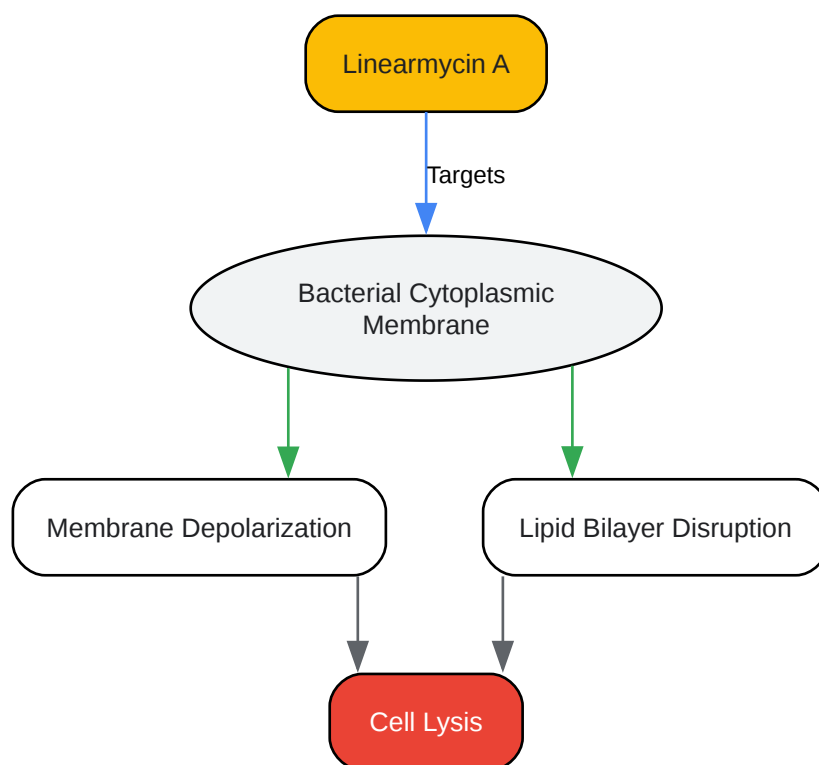 Linearmycin A
Targets
Bacterial Cytoplasmic
Membrane
Membrane Depolarization
Lipid Bilayer Disruption
Cell Lysis